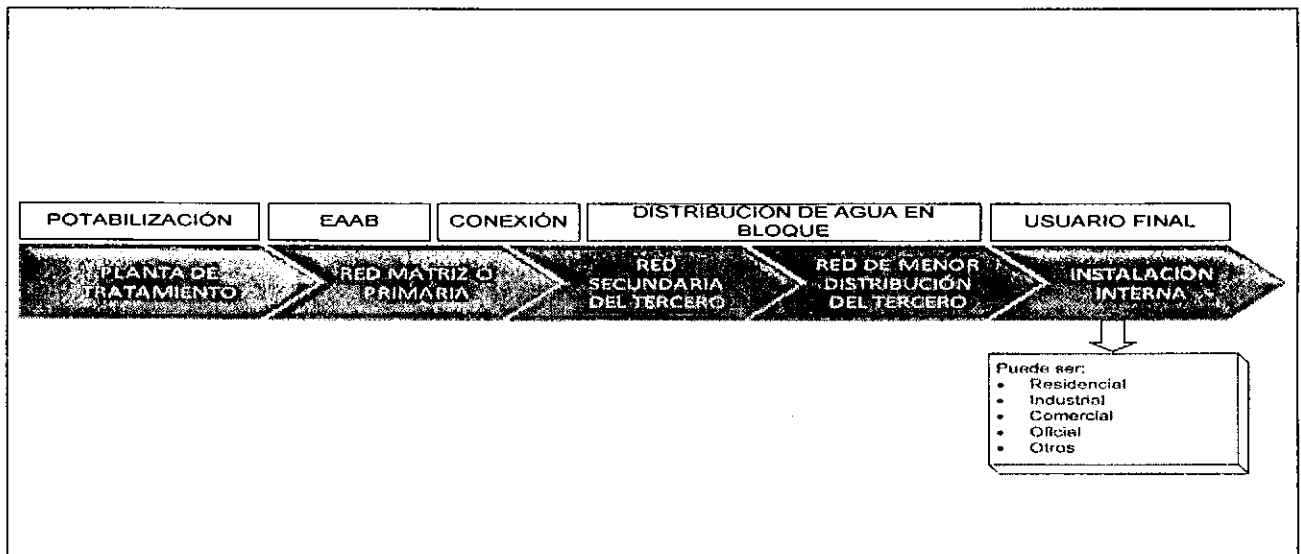 POTABILIZACIÓN
EAAB
CONEXIÓN
DISTRIBUCION DE AGUA EN
BLOQUE
USUARIO FINAL
PLANTA DE
TRATAMIENTO
RED MATRIZ O
PRIMARIA
RED
SECUNDARIA
DEL TERCERO
RED DE MENOR
DISTRIBUCIÓN
DEL TERCERO
INSTALACIÓN
INTERNA
Puede ser:
• Residencial
• Industrial
• Comercial
• Oficial
• Otros